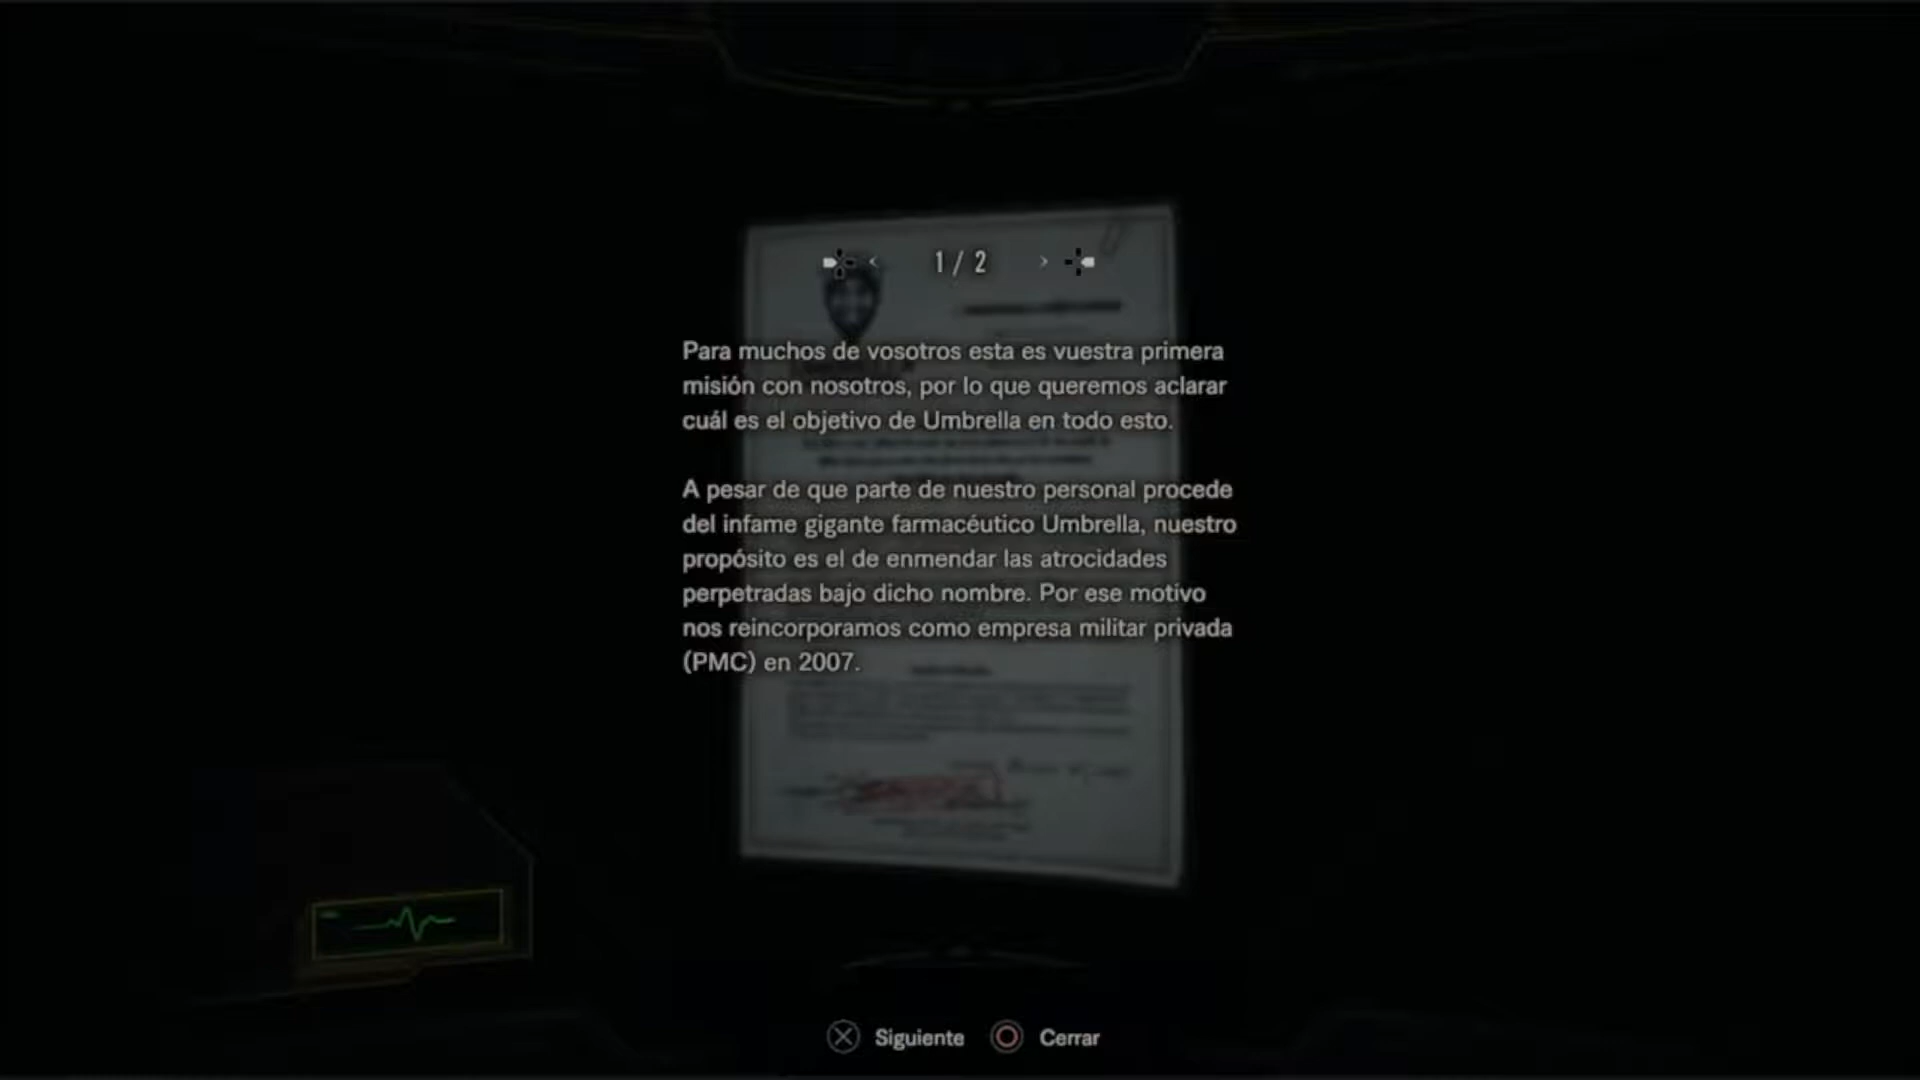 1 / 2
Para muchos de vosotros esta es vuestra primera
misión con nosotros, por lo que queremos aclarar
cuál es el objetivo de Umbrella en todo esto.
A pesar de que parte de nuestro personal procede
del infame gigante farmacéutico Umbrella, nuestro
propósito es el de enmendar las atrocidades
perpetradas bajo dicho nombre. Por ese motivo
nos reincorporamos como empresa militar privada
(PMC) en 2007.
Siguiente Cerrar